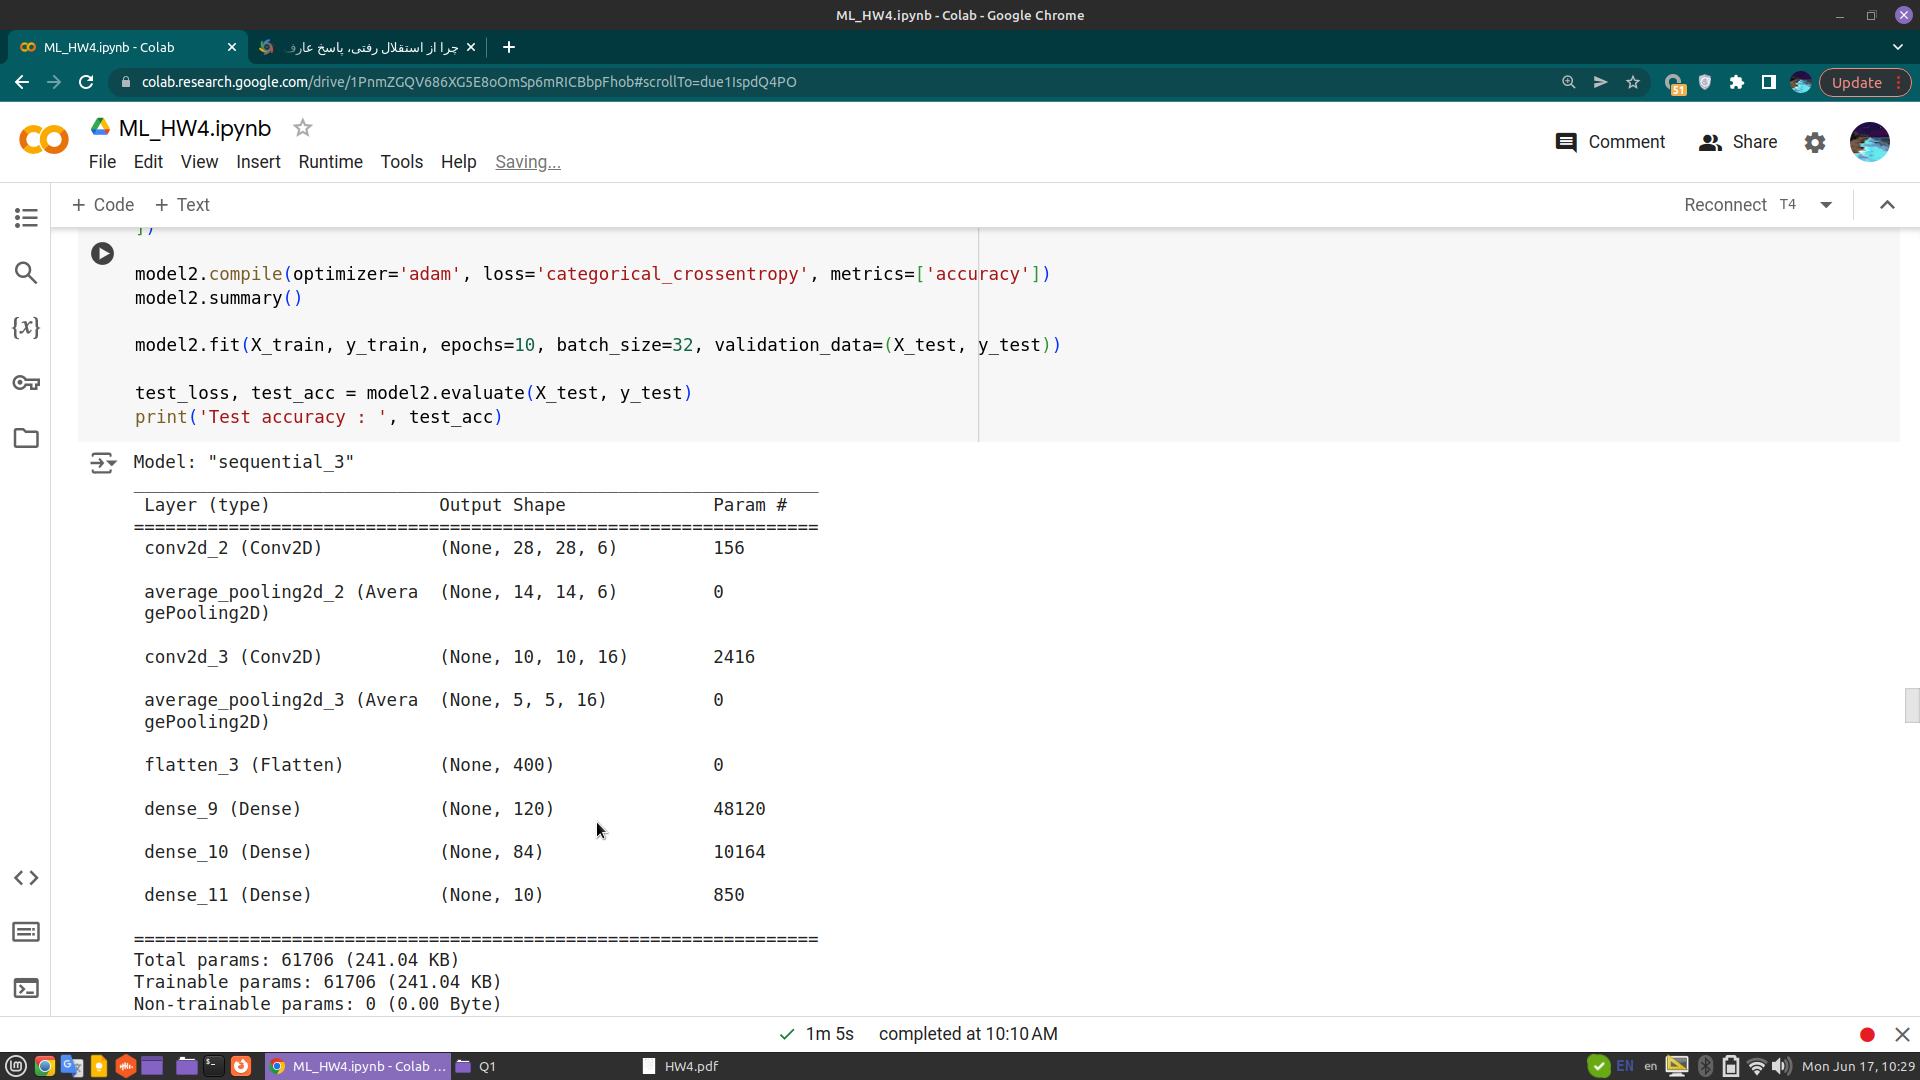 ML_HW4.ipynb - Colab - Google Chrome
ML_HW4.ipynb - Colab
چرا از استقلال رفتی، پاسخ عارف
colab.research.google.com/drive/1PnmZGQV686XG5E8oOmSp6mRICBbpFhob#scrollTo=due1IspdQ4PO
51
Update
ML_HW4.ipynb
Comment
Share
File Edit View Insert Runtime Tools Help Saving...
+ Code + Text
Reconnect T4
])
model2.compile(optimizer='adam', loss='categorical_crossentropy', metrics=['accuracy'])
model2.summary()
model2.fit(X_train, y_train, epochs=10, batch_size=32, validation_data=(X_test, y_test))
test_loss, test_acc = model2.evaluate(X_test, y_test)
print('Test accuracy : ', test_acc)
{x}
Model: "sequential_3"
_________________________________________________________________
Layer (type) Output Shape Param #
=================================================================
conv2d_2 (Conv2D) (None, 28, 28, 6) 156
average_pooling2d_2 (Avera (None, 14, 14, 6) 0
gePooling2D)
conv2d_3 (Conv2D) (None, 10, 10, 16) 2416
average_pooling2d_3 (Avera (None, 5, 5, 16) 0
gePooling2D)
flatten_3 (Flatten) (None, 400) 0
dense_9 (Dense) (None, 120) 48120
dense_10 (Dense) (None, 84) 10164
dense_11 (Dense) (None, 10) 850
=================================================================
Total params: 61706 (241.04 KB)
Trainable params: 61706 (241.04 KB)
Non-trainable params: 0 (0.00 Byte)
1m 5s completed at 10:10 AM
ML_HW4.ipynb - Colab ...
Q1
HW4.pdf
EN
en
Mon Jun 17, 10:29